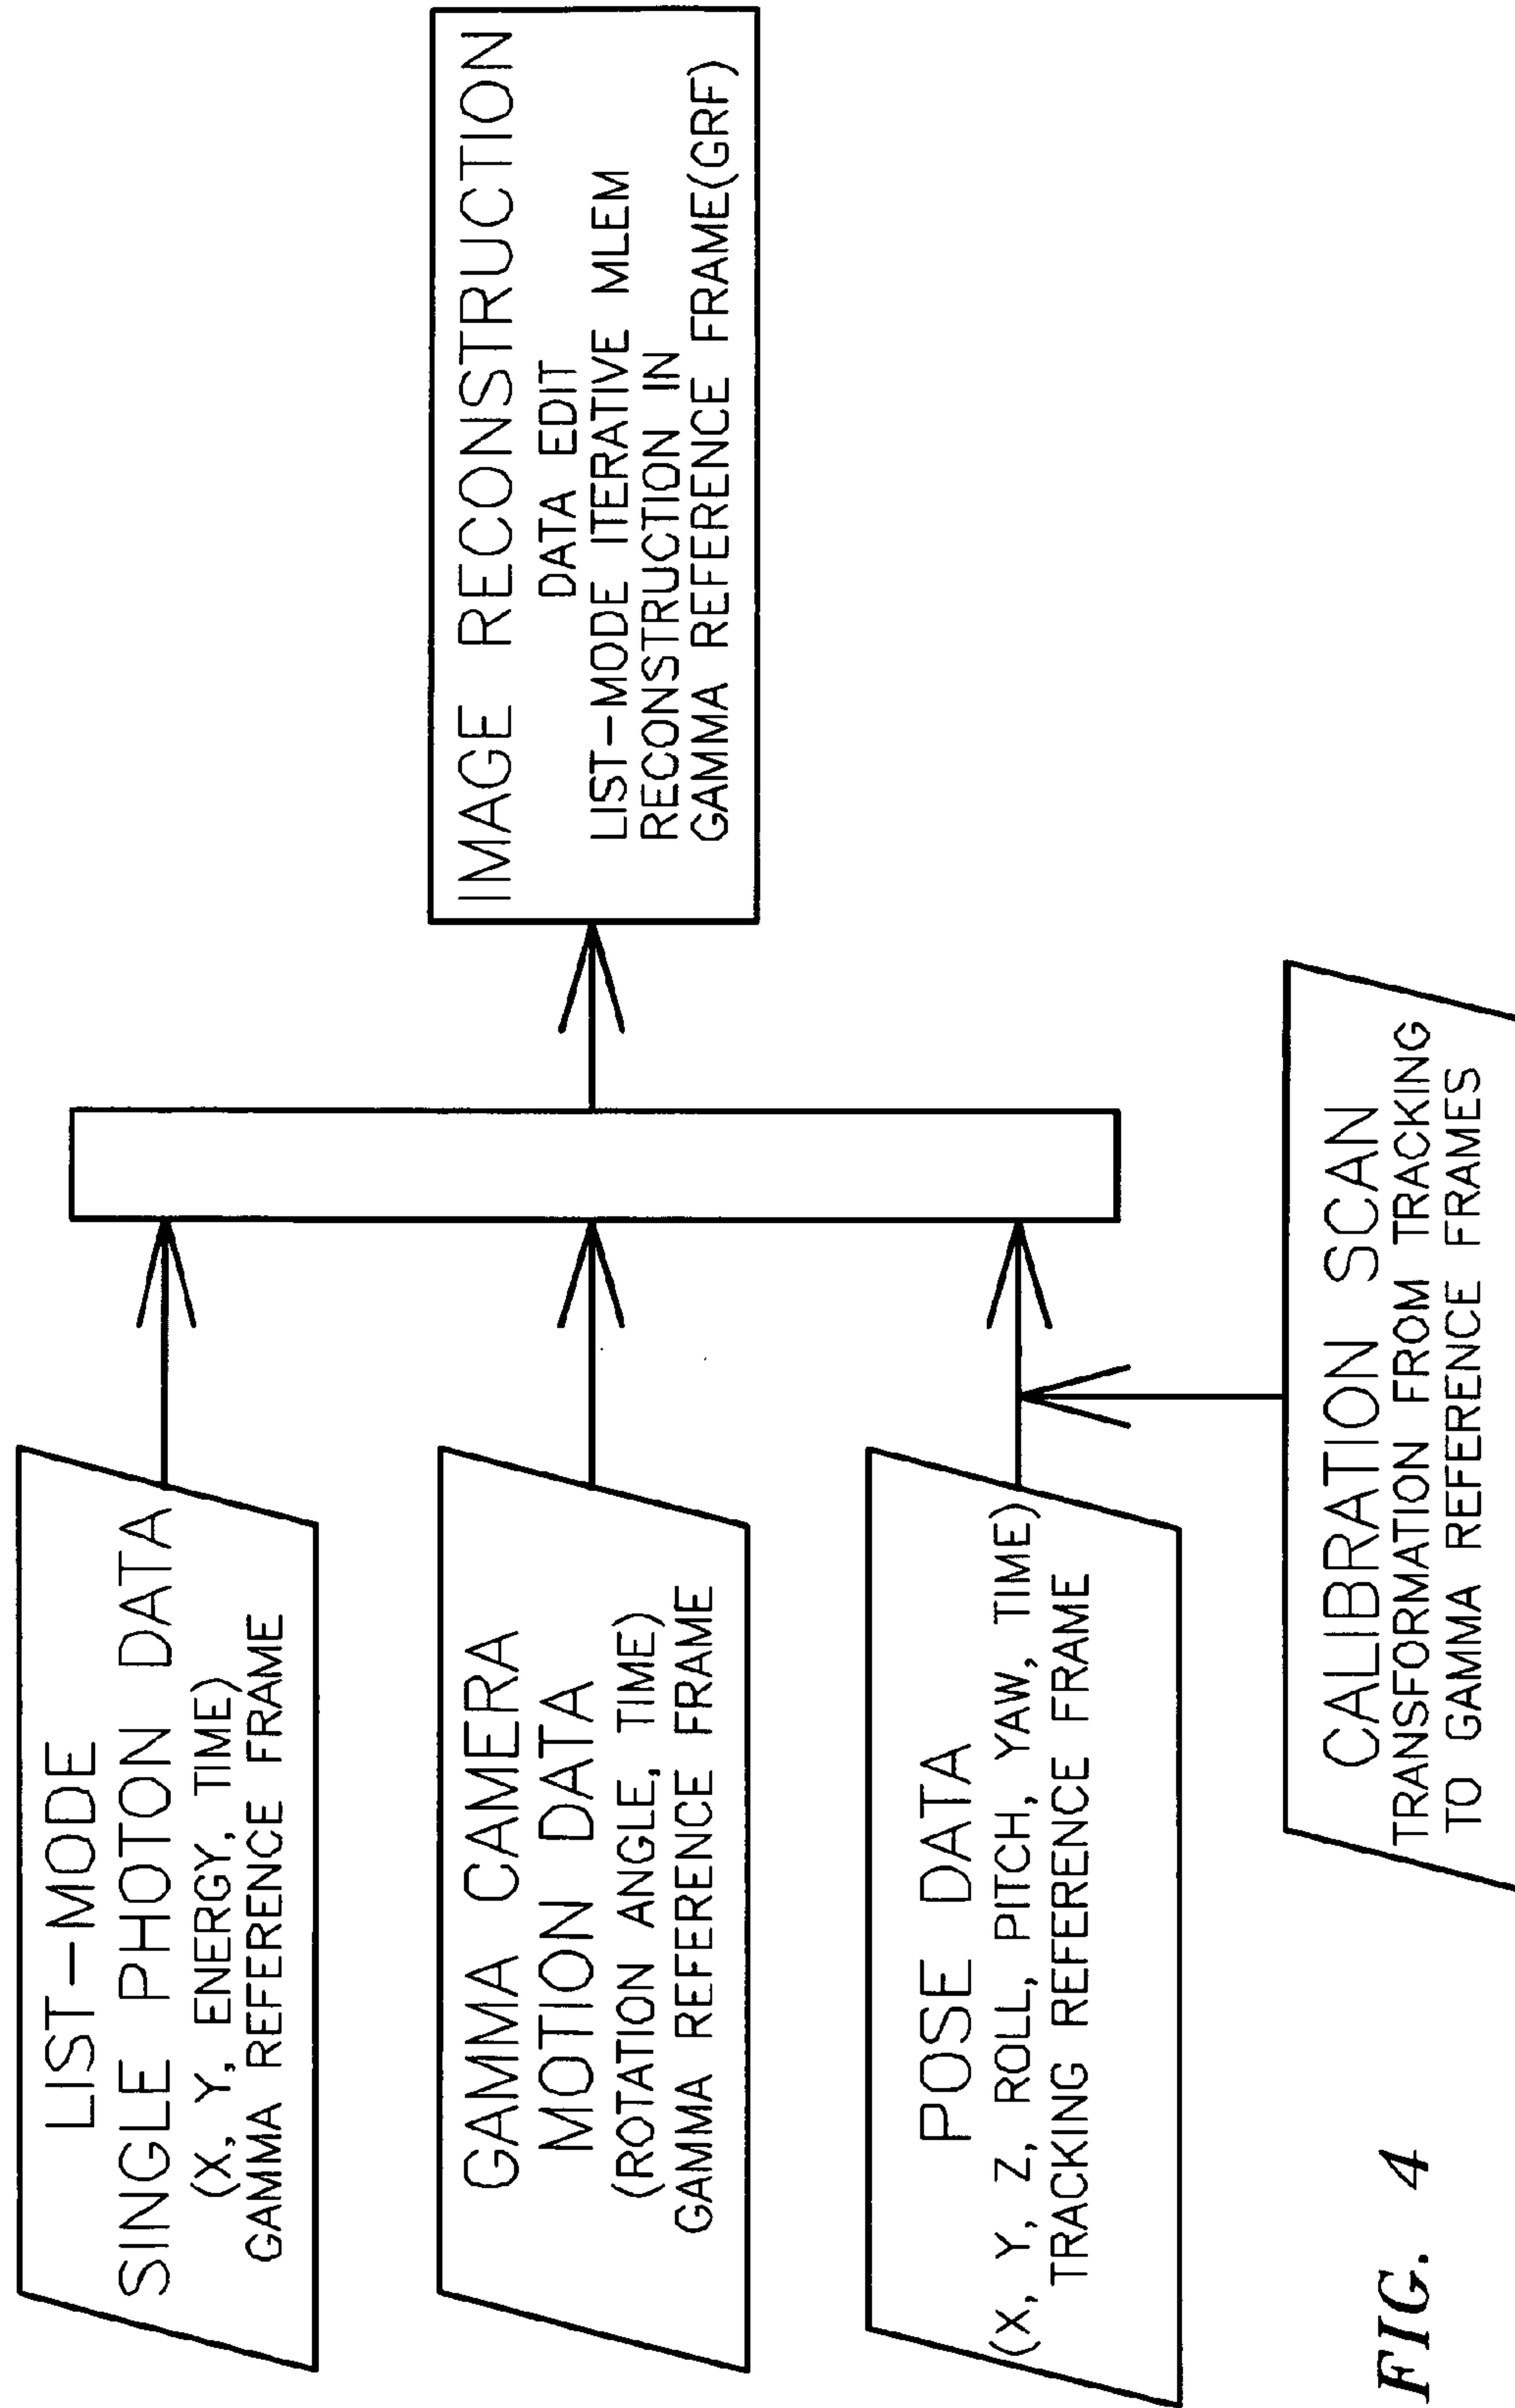 LIST-MODE
SINGLE PHOTON DATA
(X, Y, ENERGY, TIME)
GAMMA REFERENCE FRAME
GAMMA CAMERA
MOTION DATA
(ROTATION ANGLE, TIME)
GAMMA REFERENCE FRAME
POSE DATA
(X, Y, Z, ROLL, PITCH, YAW, TIME)
TRACKING REFERENCE FRAME
CALIBRATION SCAN
TRANSFORMATION FROM TRACKING
TO GAMMA REFERENCE FRAMES
IMAGE RECONSTRUCTION
DATA EDIT
LIST-MODE ITERATIVE MLEM
RECONSTRUCTION IN
GAMMA REFERENCE FRAME(GRF)
FIG. 4